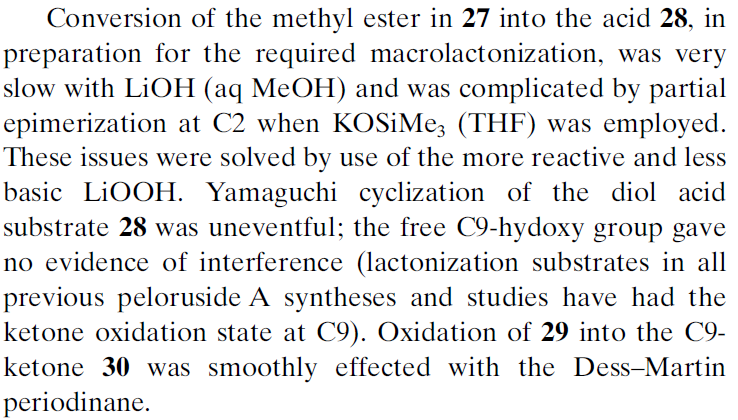 Conversion of the methyl ester in 27 into the acid 28, in
preparation for the required macrolactonization, was very
slow with LiOH (aq MeOH) and was complicated by partial
epimerization at C2 when KOSiMe₃ (THF) was employed.
These issues were solved by use of the more reactive and less
basic LiOOH. Yamaguchi cyclization of the diol acid
substrate 28 was uneventful; the free C9-hydoxy group gave
no evidence of interference (lactonization substrates in all
previous peloruside A syntheses and studies have had the
ketone oxidation state at C9). Oxidation of 29 into the C9-
ketone 30 was smoothly effected with the Dess–Martin
periodinane.